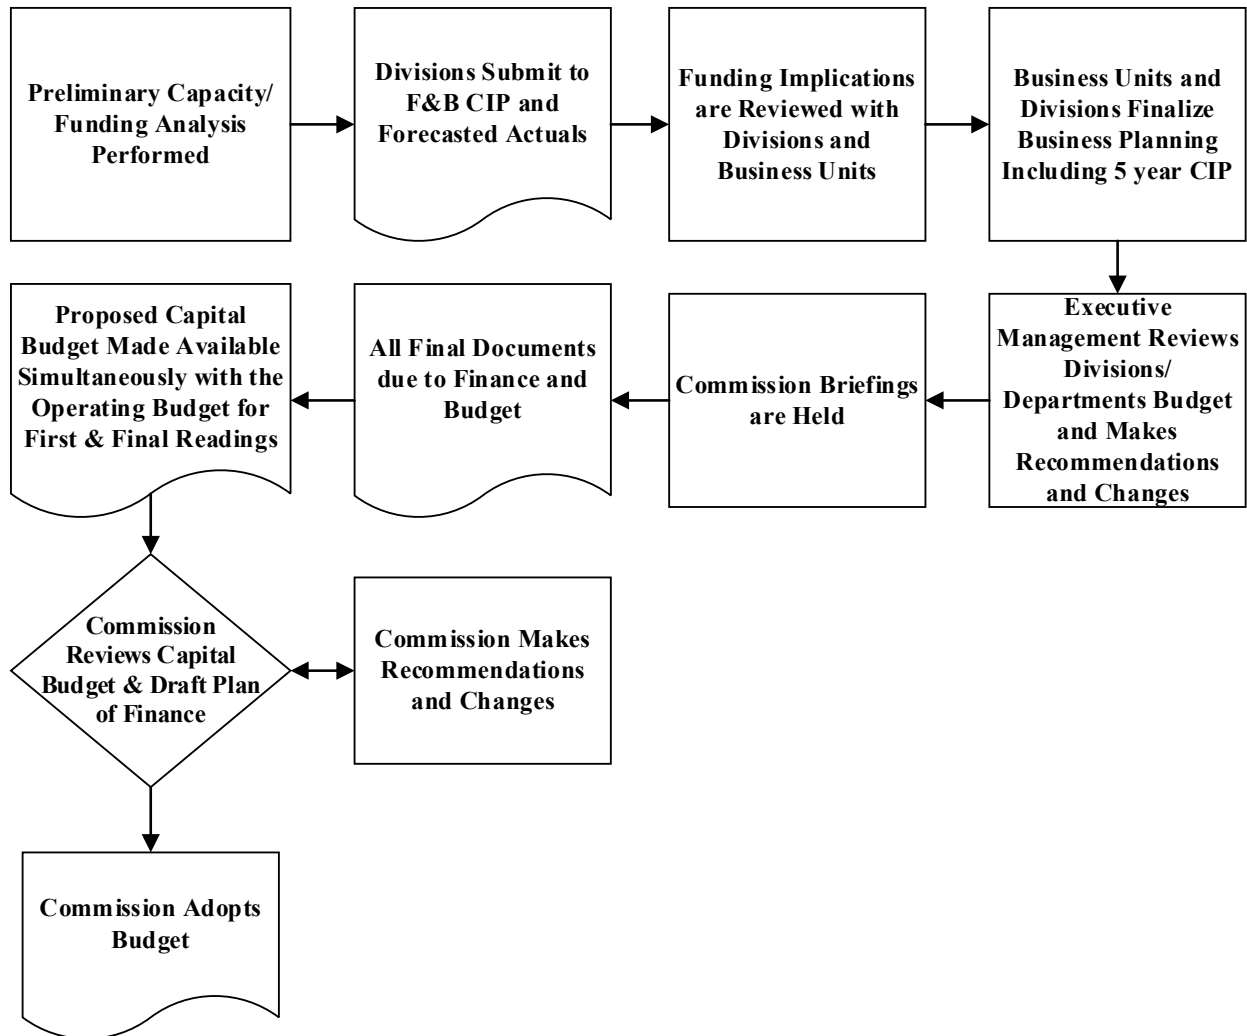 Preliminary Capacity/
Funding Analysis
Performed
Divisions Submit to
F&B CIP and
Forecasted Actuals
Funding Implications
are Reviewed with
Divisions and
Business Units
Business Units and
Divisions Finalize
Business Planning
Including 5 year CIP
Executive
Management Reviews
Divisions/
Departments Budget
and Makes
Recommendations
and Changes
Commission Briefings
are Held
All Final Documents
due to Finance and
Budget
Proposed Capital
Budget Made Available
Simultaneously with the
Operating Budget for
First & Final Readings
Commission
Reviews Capital
Budget & Draft Plan
of Finance
Commission Makes
Recommendations
and Changes
Commission Adopts
Budget